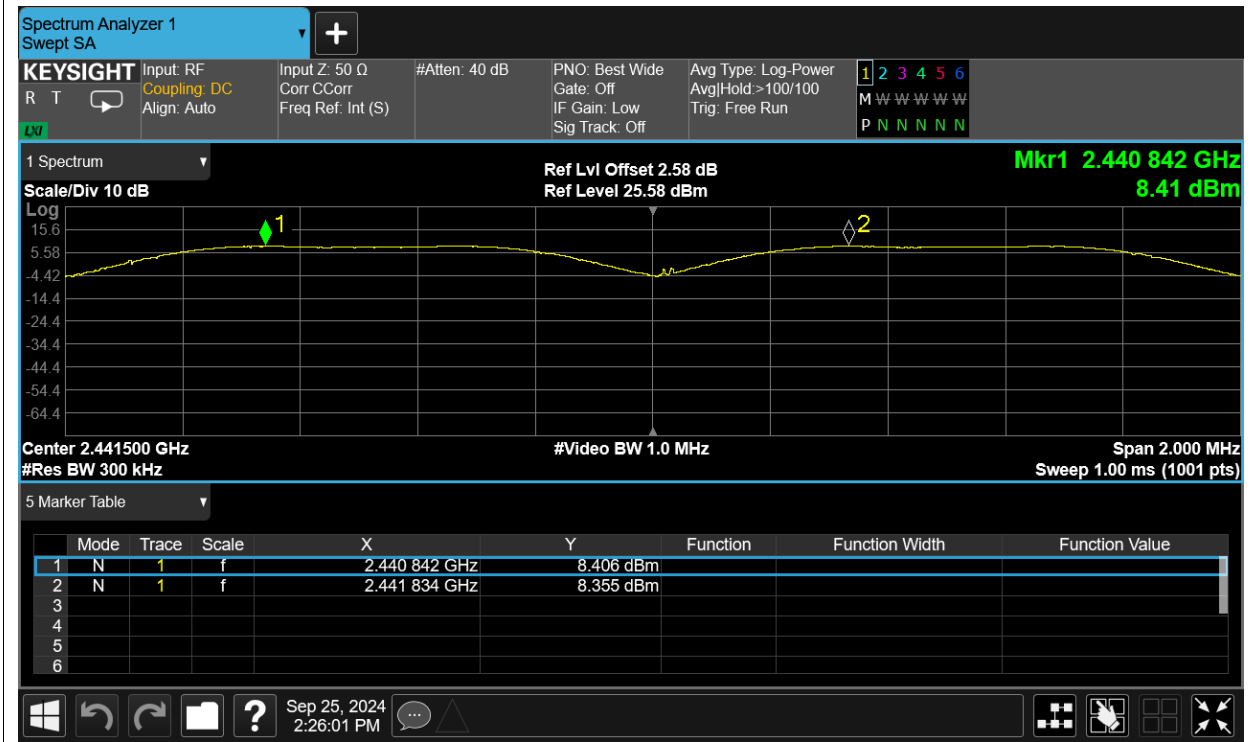 Spectrum Analyzer 1
Swept SA
+
KEYSIGHT Input: RF Input Z: 50 Ω #Atten: 40 dB PNO: Best Wide Avg Type: Log-Power 1 2 3 4 5 6
R T Coupling: DC Corr CCorr Gate: Off Avg|Hold:>100/100 M W W W W W
Align: Auto Freq Ref: Int (S) IF Gain: Low Trig: Free Run
LXI Sig Track: Off P N N N N N
1 Spectrum Ref Lvl Offset 2.58 dB Mkr1 2.440 842 GHz
Scale/Div 10 dB Ref Level 25.58 dBm 8.41 dBm
Log
1 2
15.6
5.58
-4.42
-14.4
-24.4
-34.4
-44.4
-54.4
-64.4
Center 2.441500 GHz #Video BW 1.0 MHz Span 2.000 MHz
#Res BW 300 kHz Sweep 1.00 ms (1001 pts)
5 Marker Table
Mode Trace Scale X Y Function Function Width Function Value
1 N 1 f 2.440 842 GHz 8.406 dBm
2 N 1 f 2.441 834 GHz 8.355 dBm
3
4
5
6
? Sep 25, 2024
2:26:01 PM